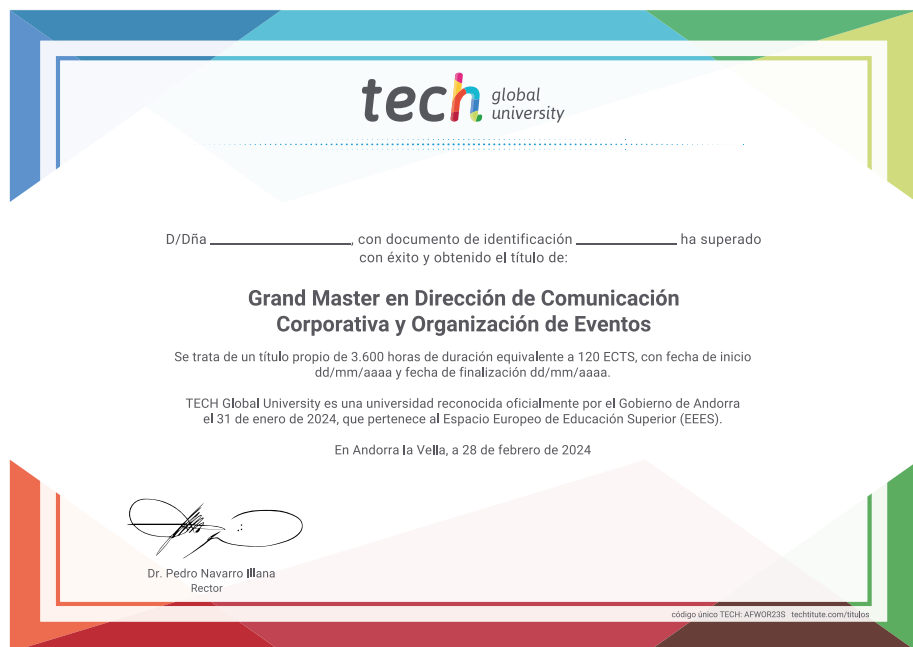 tech global university
D/Dña ____________________, con documento de identificación ______________ ha superado
con éxito y obtenido el título de:
Grand Master en Dirección de Comunicación
Corporativa y Organización de Eventos
Se trata de un título propio de 3.600 horas de duración equivalente a 120 ECTS, con fecha de inicio
dd/mm/aaaa y fecha de finalización dd/mm/aaaa.
TECH Global University es una universidad reconocida oficialmente por el Gobierno de Andorra
el 31 de enero de 2024, que pertenece al Espacio Europeo de Educación Superior (EEES).
En Andorra la Vella, a 28 de febrero de 2024
Dr. Pedro Navarro Illana
Rector
código único TECH: AFWOR23S techtitute.com/titulos